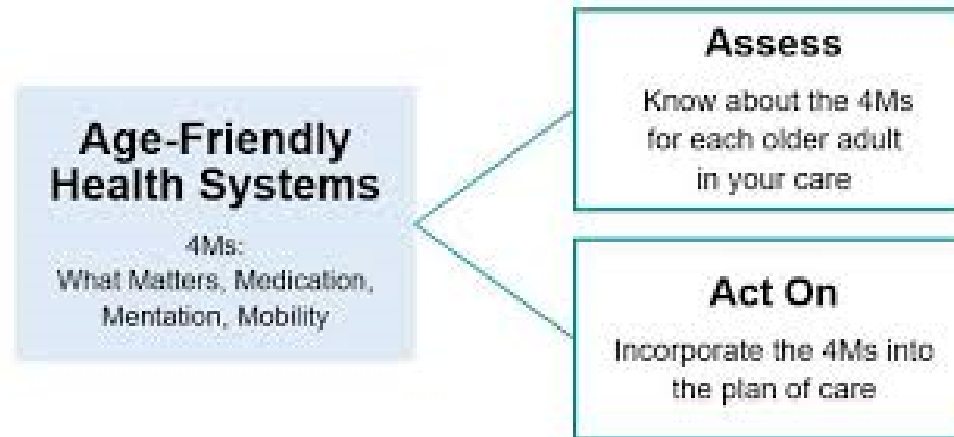 Age-Friendly
Health Systems
4Ms:
What Matters, Medication,
Mentation, Mobility
Assess
Know about the 4Ms
for each older adult
in your care
Act On
Incorporate the 4Ms into
the plan of care